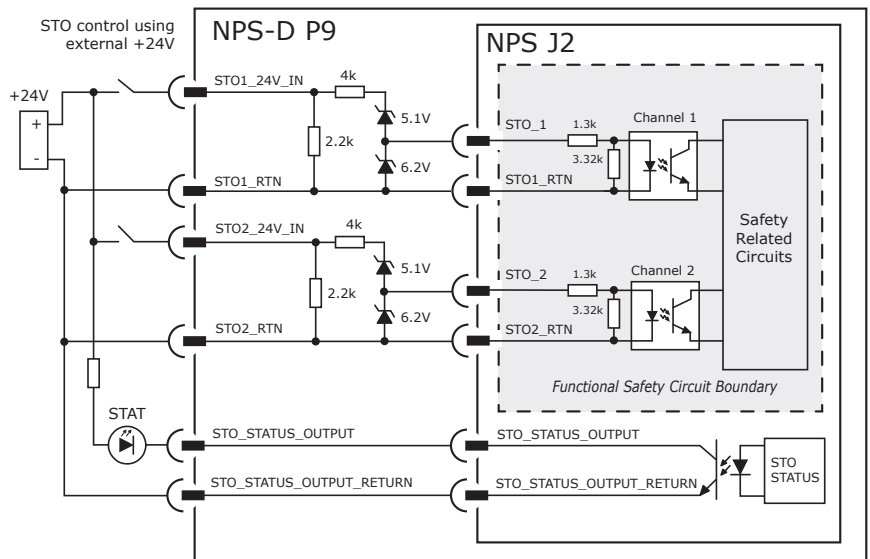 STO control using
external +24V
NPS-D P9
NPS J2
+24V
+
-
STO1_24V_IN
4k
5.1V
2.2k
6.2V
STO1_RTN
STO_1
1.3k
3.32k
Channel 1
STO1_RTN
STO2_24V_IN
4k
5.1V
2.2k
6.2V
STO2_RTN
STO_2
1.3k
3.32k
Channel 2
STO2_RTN
Safety
Related
Circuits
Functional Safety Circuit Boundary
STAT
STO_STATUS_OUTPUT
STO_STATUS_OUTPUT
STO_STATUS_OUTPUT_RETURN
STO_STATUS_OUTPUT_RETURN
STO
STATUS